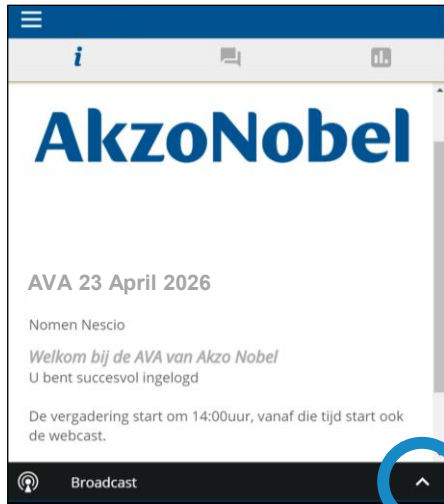 i
AkzoNobel
AVA 23 April 2026
Nomen Nescio
Welkom bij de AVA van Akzo Nobel
U bent succesvol ingelogd
De vergadering start om 14:00uur, vanaf die tijd start ook
de webcast.
Broadcast